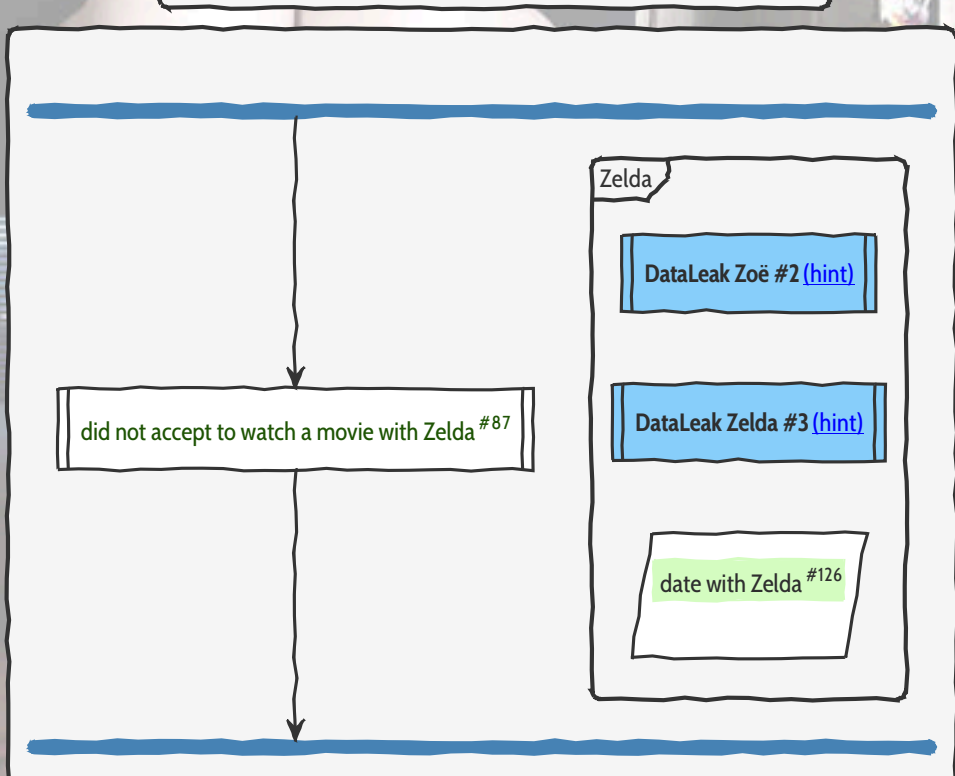 Zelda
DataLeak Zoë #2 (hint)
did not accept to watch a movie with Zelda #87
DataLeak Zelda #3 (hint)
date with Zelda #126